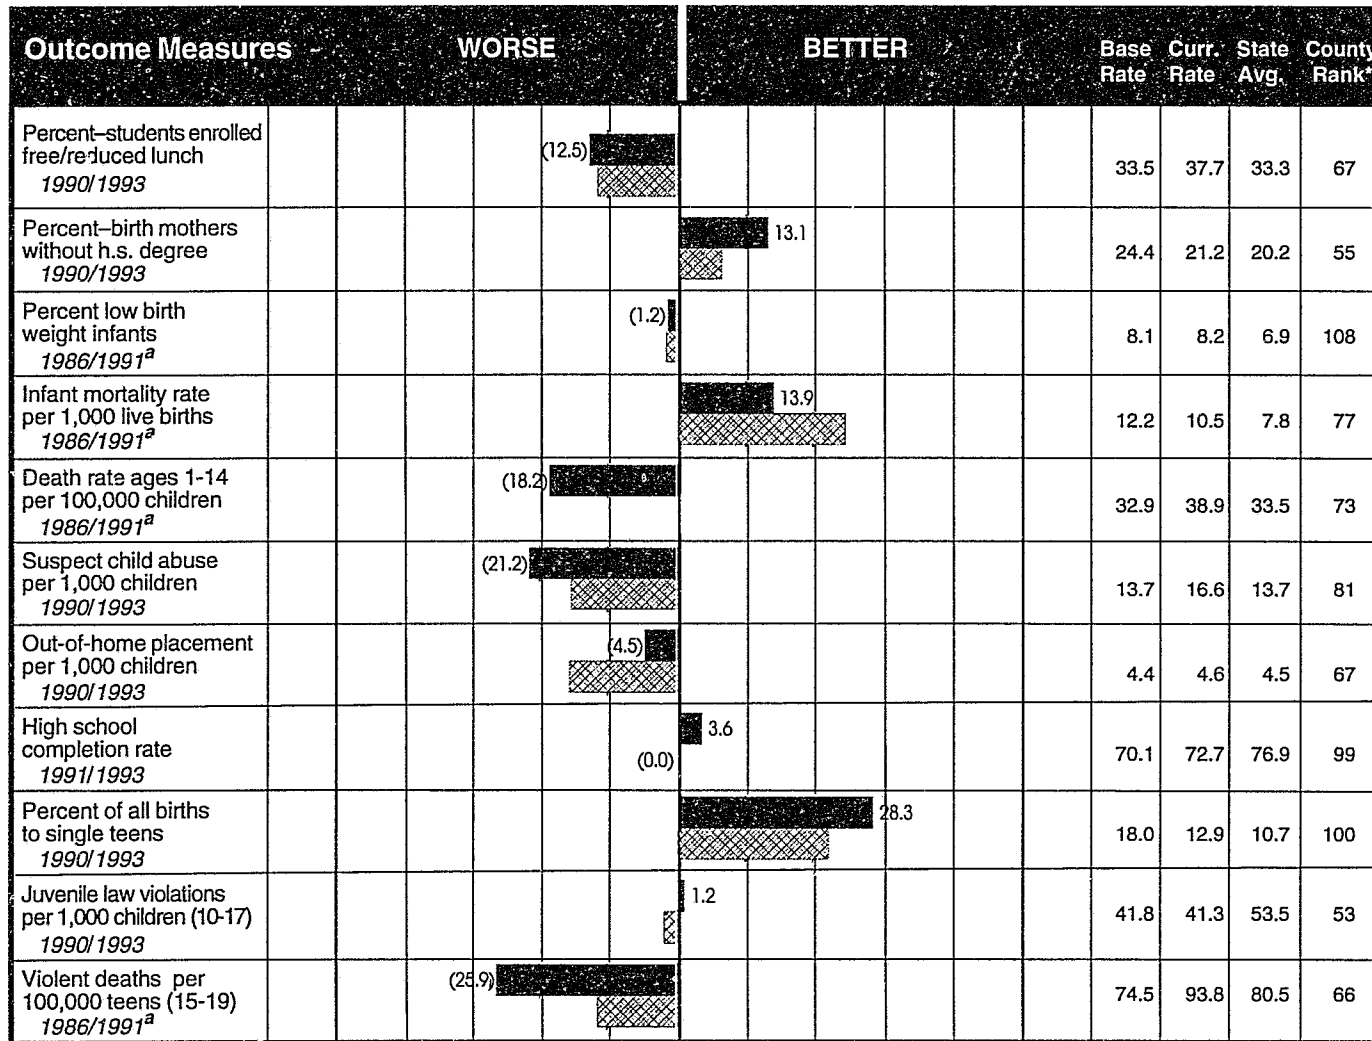 Outcome Measures - WORSE BETTER Base Rate Curr. Rate State Avg. County Rank*
Percent–students enrolled
free/reduced lunch
1990/1993
(12.5) 33.5 37.7 33.3 67
Percent–birth mothers
without h.s. degree
1990/1993
13.1 24.4 21.2 20.2 55
Percent low birth
weight infants
1986/1991a
(1.2) 8.1 8.2 6.9 108
Infant mortality rate
per 1,000 live births
1986/1991a
13.9 12.2 10.5 7.8 77
Death rate ages 1-14
per 100,000 children
1986/1991a
(18.2) 32.9 38.9 33.5 73
Suspect child abuse
per 1,000 children
1990/1993
(21.2) 13.7 16.6 13.7 81
Out-of-home placement
per 1,000 children
1990/1993
(4.5) 4.4 4.6 4.5 67
High school
completion rate
1991/1993
3.6
(0.0) 70.1 72.7 76.9 99
Percent of all births
to single teens
1990/1993
28.3 18.0 12.9 10.7 100
Juvenile law violations
per 1,000 children (10-17)
1990/1993
1.2 41.8 41.3 53.5 53
Violent deaths per
100,000 teens (15-19)
1986/1991a
(25.9) 74.5 93.8 80.5 66